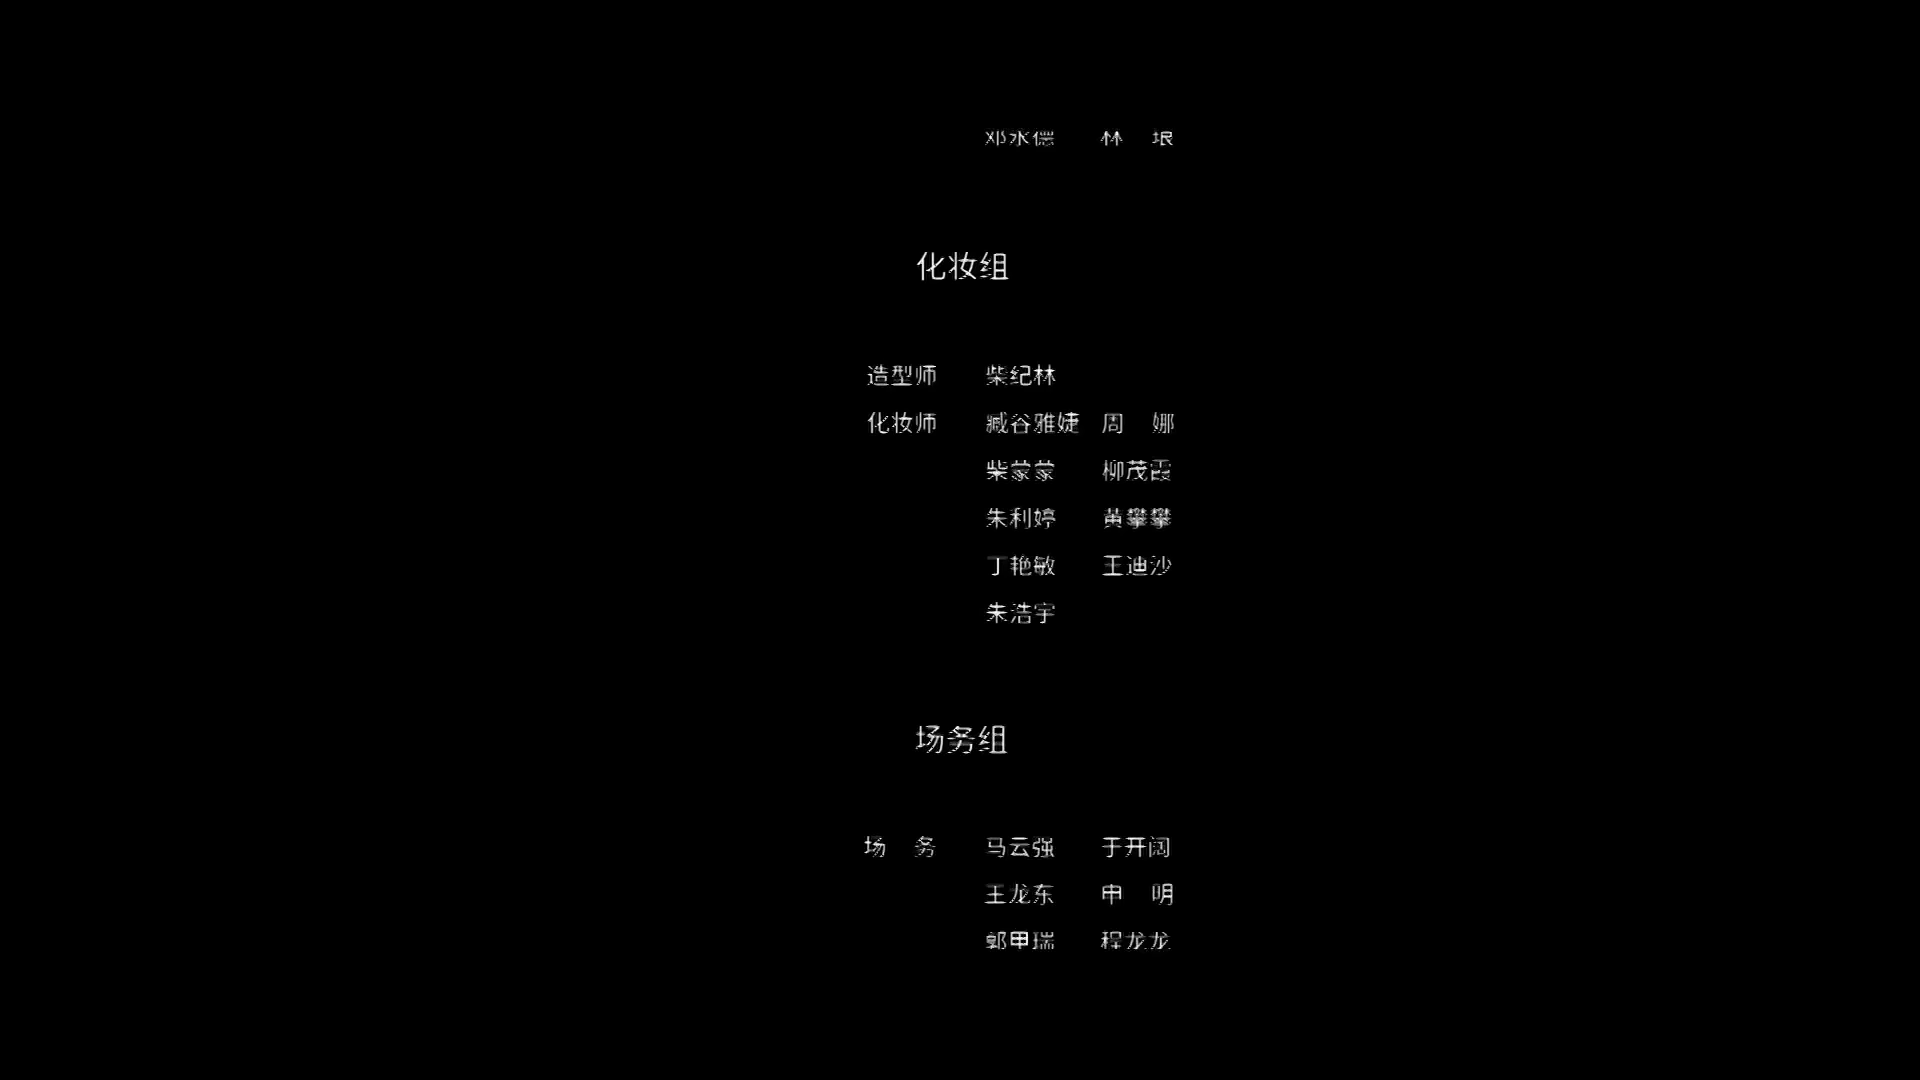 邓水德 林 垠
化妆组
造型师 柴纪林
化妆师 臧谷雅婕 周 娜
柴蒙蒙 柳茂霞
朱利婷 黄攀攀
丁艳敏 王迪沙
朱浩宇
场务组
场 务 马云强 于开阔
王龙东 申 明
郭甲瑞 程龙龙